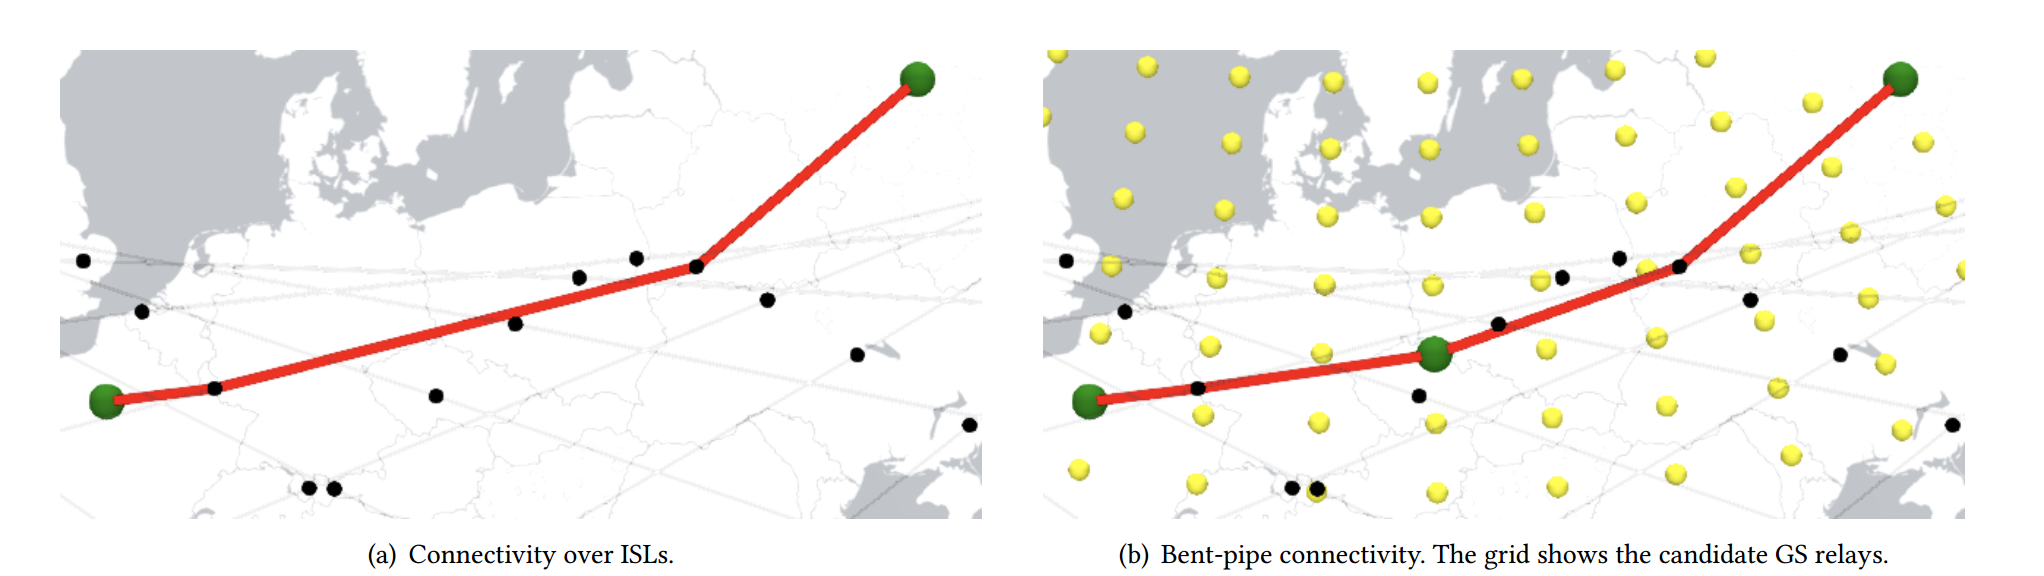 (a) Connectivity over ISLs.
(b) Bent-pipe connectivity. The grid shows the candidate GS relays.